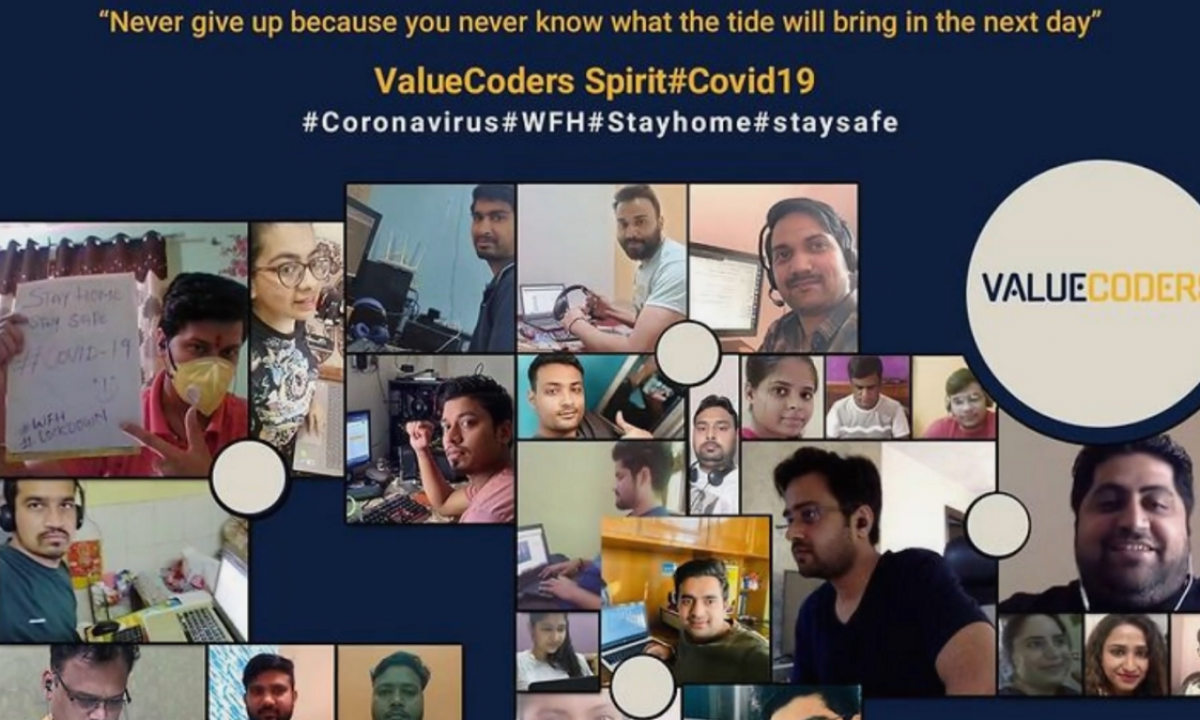 “Never give up because you never know what the tide will bring in the next day”
ValueCoders Spirit#Covid19
#Coronavirus#WFH#Stayhome#staysafe
VALUECODERS
STAY HOME
STAY SAFE
#COVID-19
#WFH
#LOCKDOWN